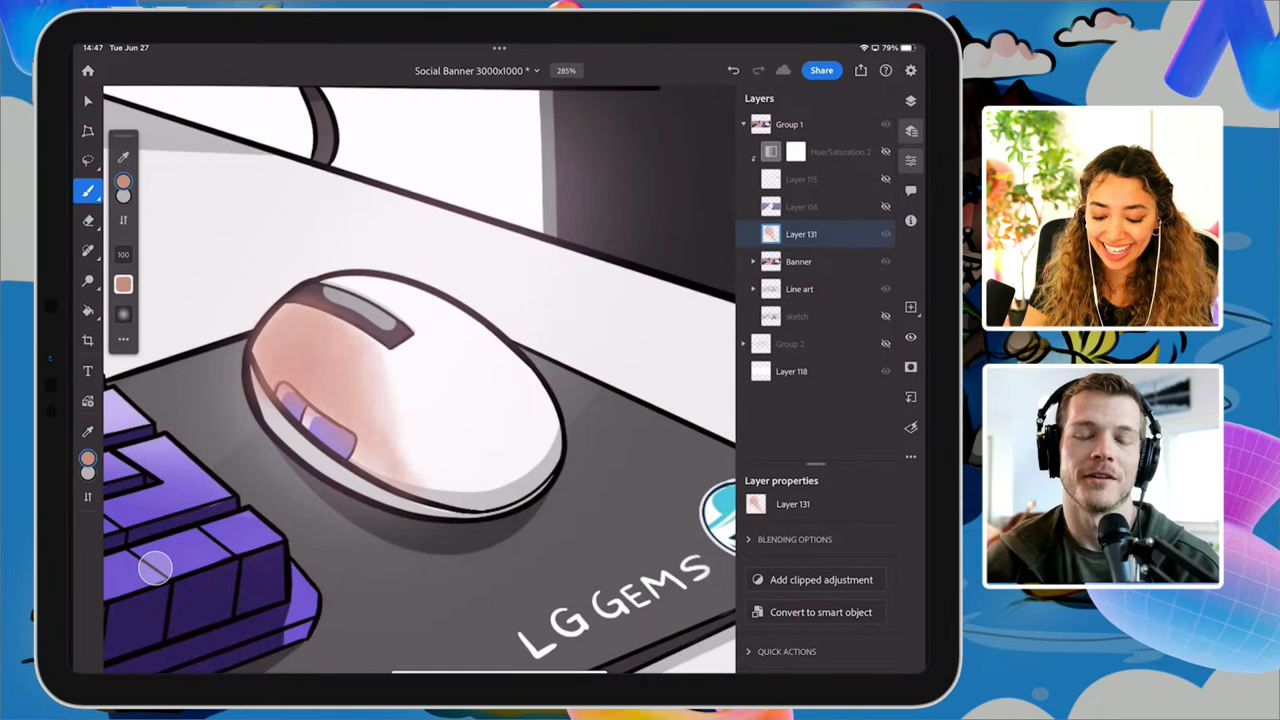 14:47 Tue Jun 27
79%
Social Banner 3000x1000 *
285%
Share
Layers
Group 1
Hue/Saturation 2
Layer 115
Layer 116
Layer 131
Banner
Line art
sketch
Group 2
Layer 118
100
T
LG GEMS
Layer properties
Layer 131
BLENDING OPTIONS
Add clipped adjustment
Convert to smart object
QUICK ACTIONS